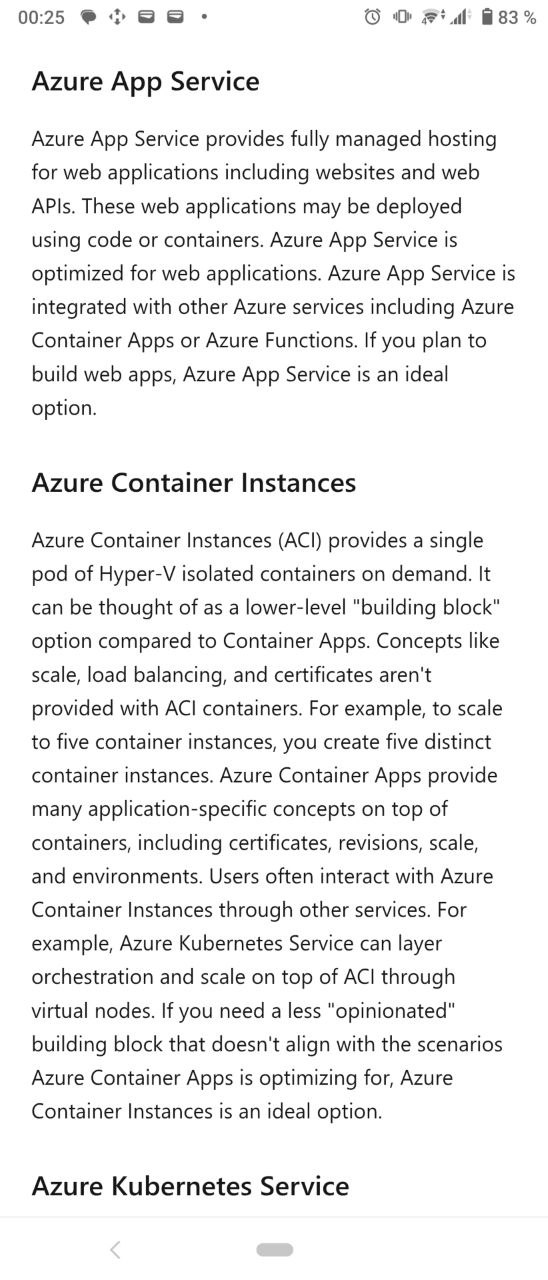 00:25
83 %
Azure App Service
Azure App Service provides fully managed hosting
for web applications including websites and web
APIs. These web applications may be deployed
using code or containers. Azure App Service is
optimized for web applications. Azure App Service is
integrated with other Azure services including Azure
Container Apps or Azure Functions. If you plan to
build web apps, Azure App Service is an ideal
option.
Azure Container Instances
Azure Container Instances (ACI) provides a single
pod of Hyper-V isolated containers on demand. It
can be thought of as a lower-level "building block"
option compared to Container Apps. Concepts like
scale, load balancing, and certificates aren't
provided with ACI containers. For example, to scale
to five container instances, you create five distinct
container instances. Azure Container Apps provide
many application-specific concepts on top of
containers, including certificates, revisions, scale,
and environments. Users often interact with Azure
Container Instances through other services. For
example, Azure Kubernetes Service can layer
orchestration and scale on top of ACI through
virtual nodes. If you need a less "opinionated"
building block that doesn't align with the scenarios
Azure Container Apps is optimizing for, Azure
Container Instances is an ideal option.
Azure Kubernetes Service